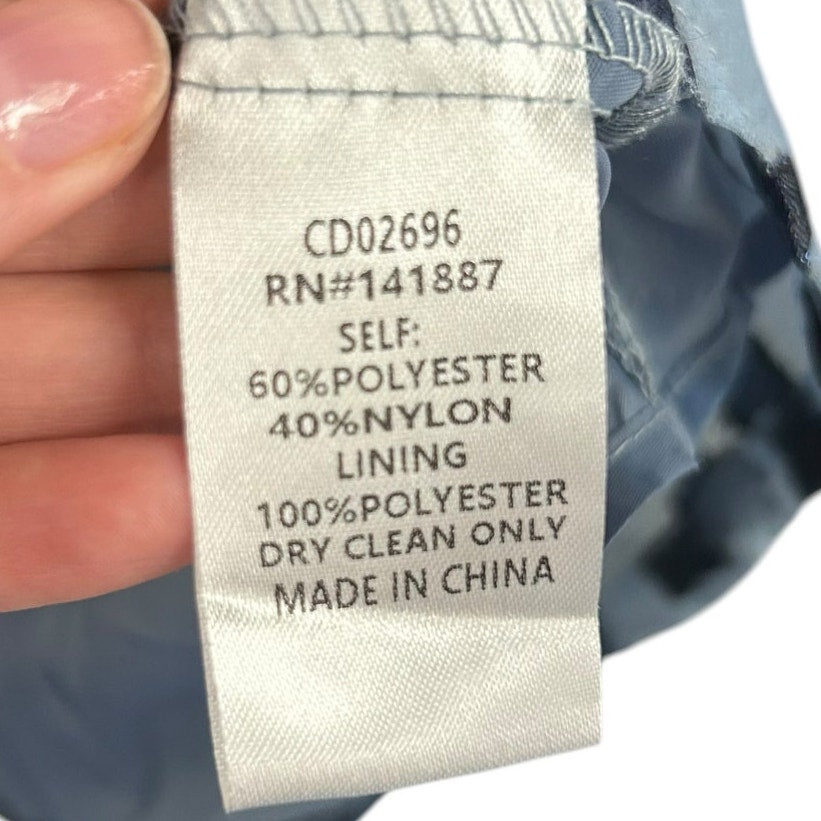 CD02696
RN#141887
SELF:
60%POLYESTER
40%NYLON
LINING
100%POLYESTER
DRY CLEAN ONLY
MADE IN CHINA